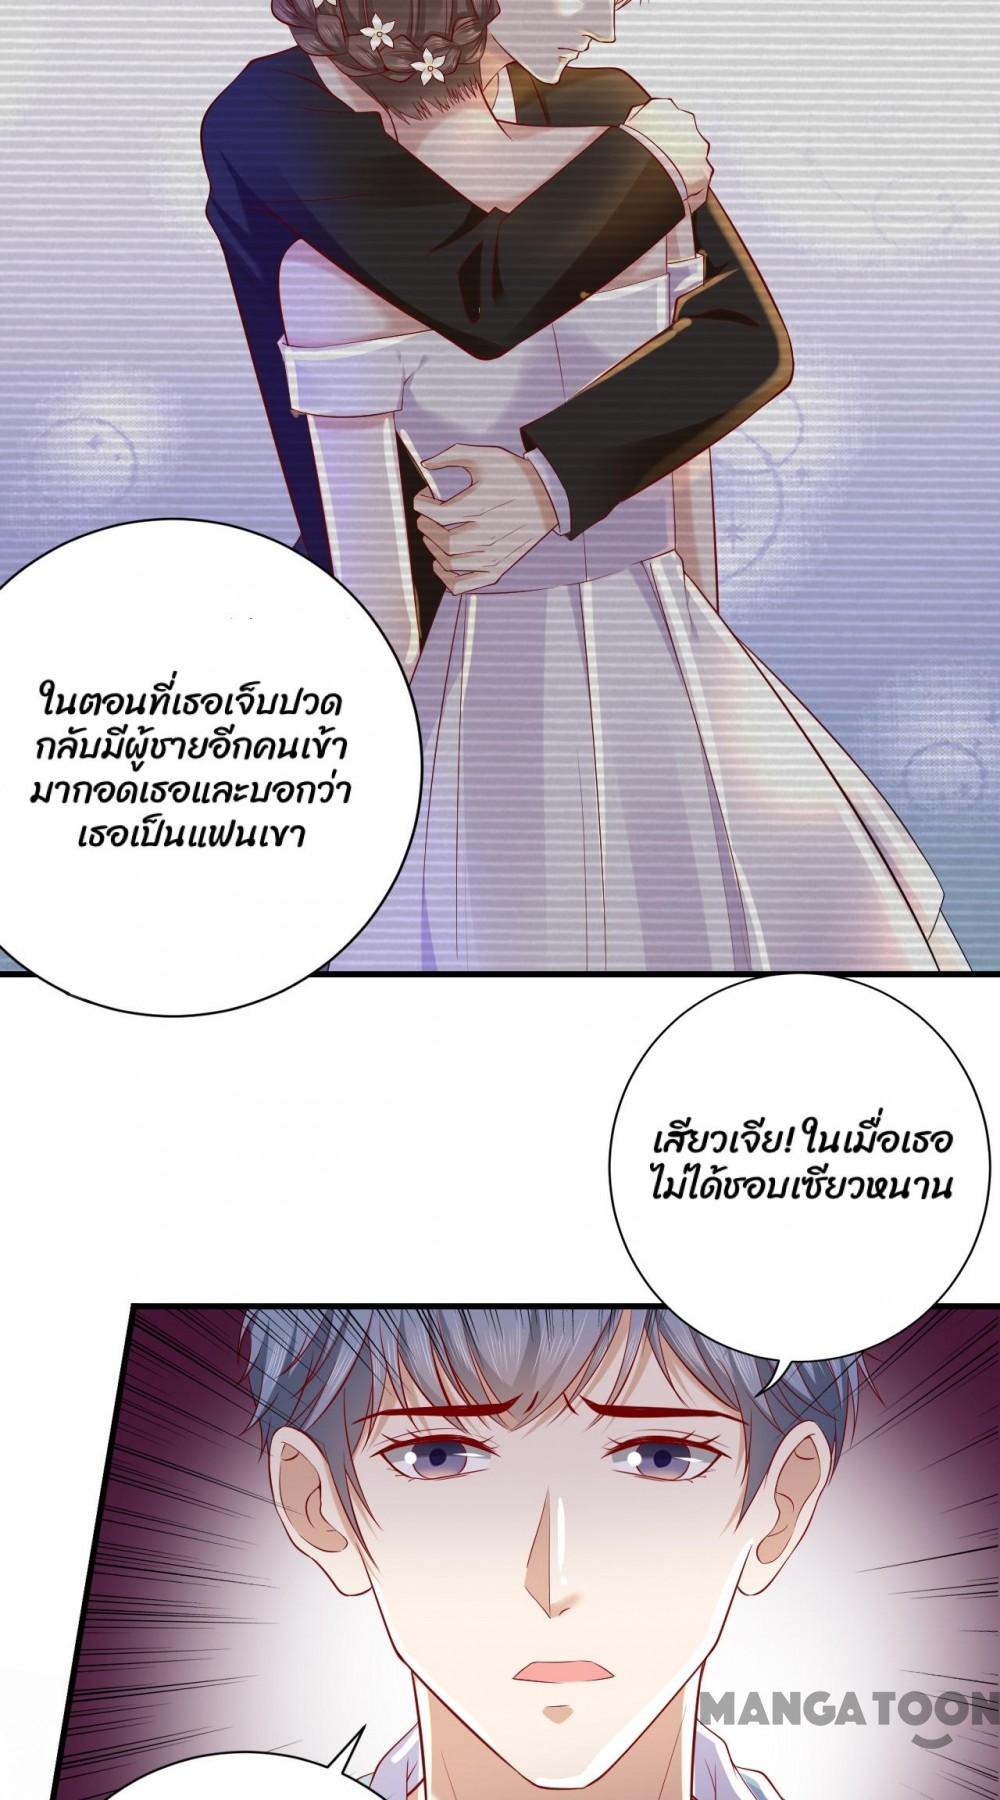 ในตอนที่เธอเจ็บปวด
กลับมีผู้ชายอีกคนเข้า
มากอดเธอและบอกว่า
เธอเป็นแฟนเขา
เสียวเจีย! ในเมื่อเธอ
ไม่ได้ชอบเซียวหนาน
MANGATOON